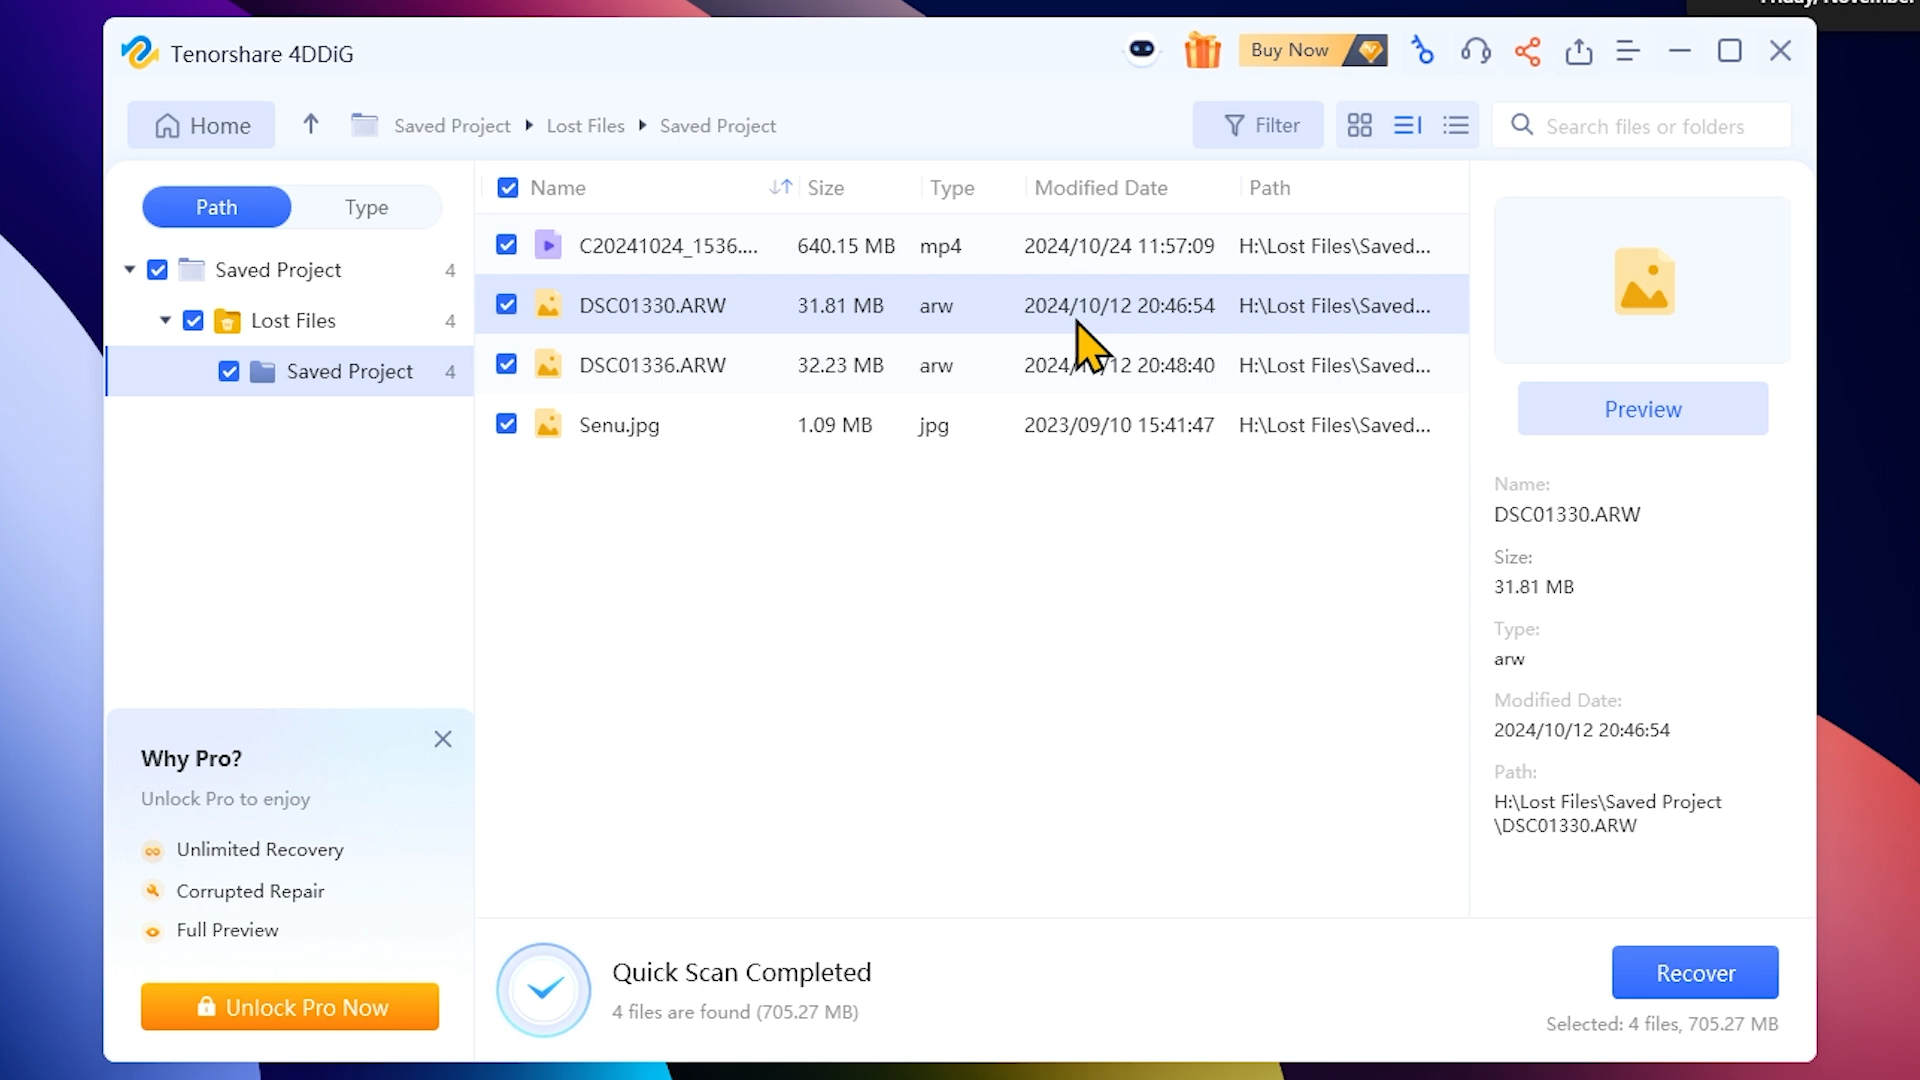 Tenorshare 4DDiG
Buy Now
Home
Saved Project
Lost Files
Saved Project
Filter
Search files or folders
Path
Type
Saved Project 4
Lost Files 4
Saved Project 4
Name Size Type Modified Date Path
C20241024_1536.... 640.15 MB mp4 2024/10/24 11:57:09 H:\Lost Files\Saved...
DSC01330.ARW 31.81 MB arw 2024/10/12 20:46:54 H:\Lost Files\Saved...
DSC01336.ARW 32.23 MB arw 2024/10/12 20:48:40 H:\Lost Files\Saved...
Senu.jpg 1.09 MB jpg 2023/09/10 15:41:47 H:\Lost Files\Saved...
Preview
Name:
DSC01330.ARW
Size:
31.81 MB
Type:
arw
Modified Date:
2024/10/12 20:46:54
Path:
H:\Lost Files\Saved Project
\DSC01330.ARW
Why Pro?
Unlock Pro to enjoy
Unlimited Recovery
Corrupted Repair
Full Preview
Unlock Pro Now
Quick Scan Completed
4 files are found (705.27 MB)
Recover
Selected: 4 files, 705.27 MB